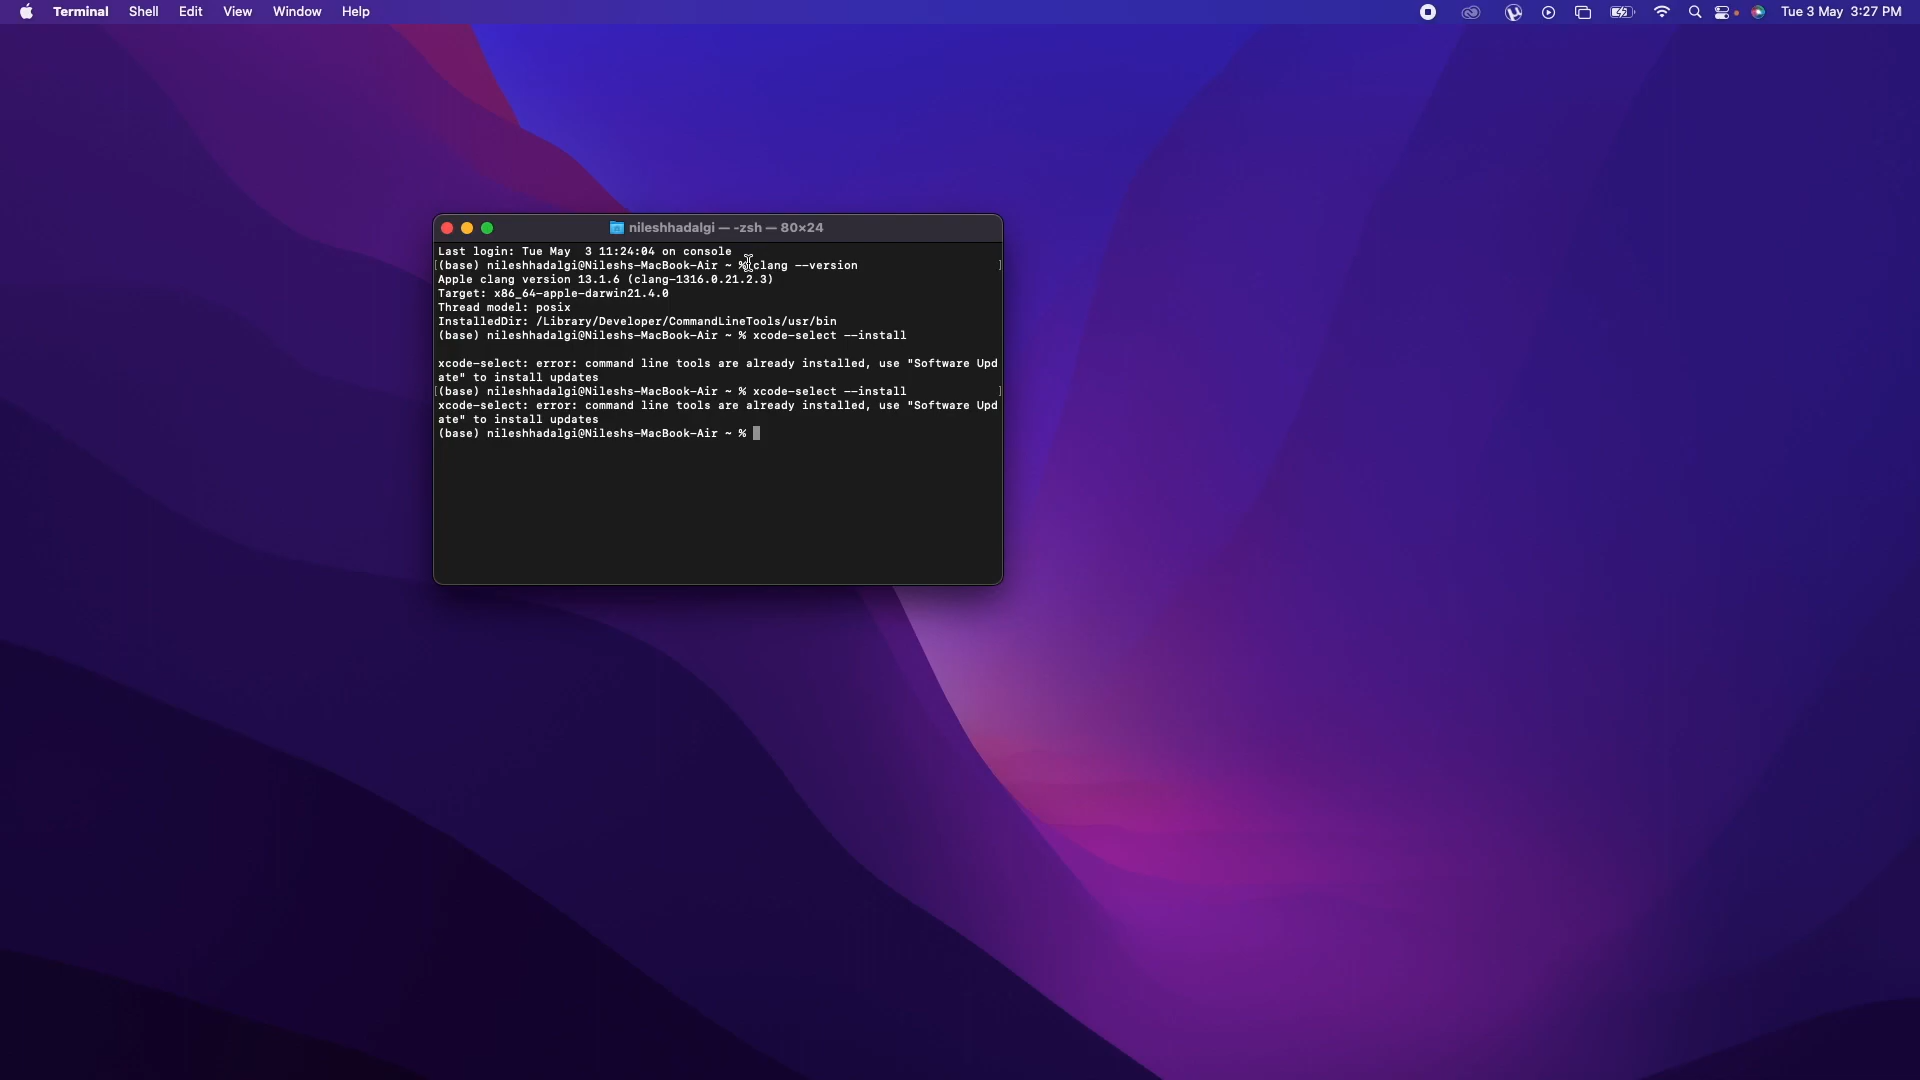 Terminal Shell Edit View Window Help Tue 3 May 3:27 PM
nileshhadalgi — -zsh — 80×24
Last login: Tue May  3 11:24:04 on console
[(base) nileshhadalgi@Nileshs-MacBook-Air ~ % clang --version ]
Apple clang version 13.1.6 (clang-1316.0.21.2.3)
Target: x86_64-apple-darwin21.4.0
Thread model: posix
InstalledDir: /Library/Developer/CommandLineTools/usr/bin
(base) nileshhadalgi@Nileshs-MacBook-Air ~ % xcode-select --install
xcode-select: error: command line tools are already installed, use "Software Upd
ate" to install updates
[(base) nileshhadalgi@Nileshs-MacBook-Air ~ % xcode-select --install ]
xcode-select: error: command line tools are already installed, use "Software Upd
ate" to install updates
(base) nileshhadalgi@Nileshs-MacBook-Air ~ %